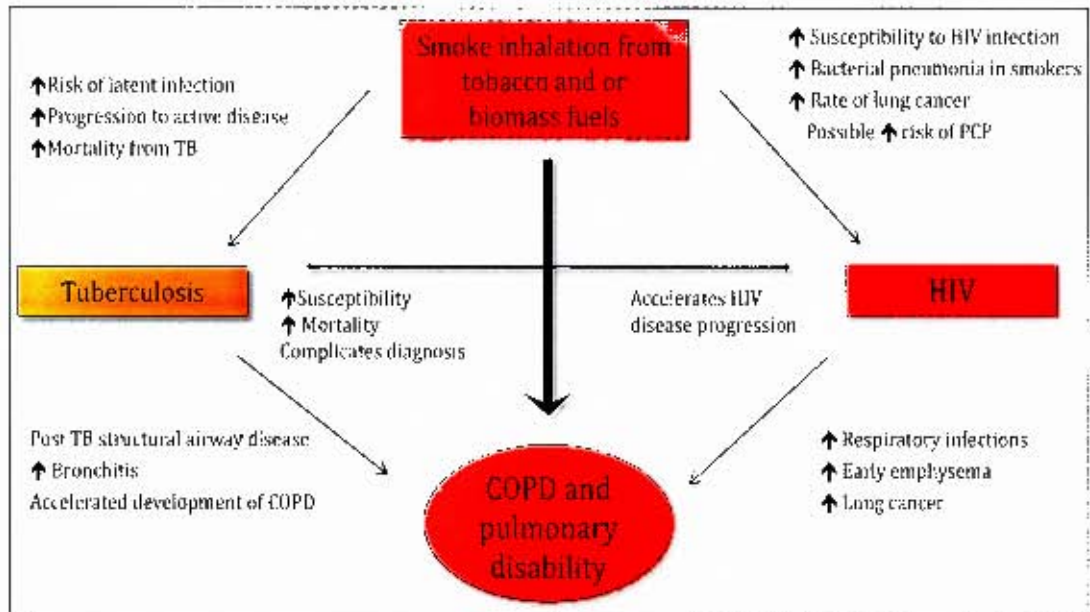 Smoke inhalation from
tobacco and or
biomass fuels
↑Risk of latent infection
↑Progression to active disease
↑Mortality from TB
↑ Susceptibility to HIV infection
↑ Bacterial pneumonia in smokers
↑ Rate of lung cancer
Possible ↑ risk of PCP
Tuberculosis
HIV
↑Susceptibility
↑ Mortality
Complicates diagnosis
Accelerates HIV
disease progression
Post TB structural airway disease
↑ Bronchitis
Accelerated development of COPD
↑ Respiratory infections
↑ Early emphysema
↑ Lung cancer
COPD and
pulmonary
disability